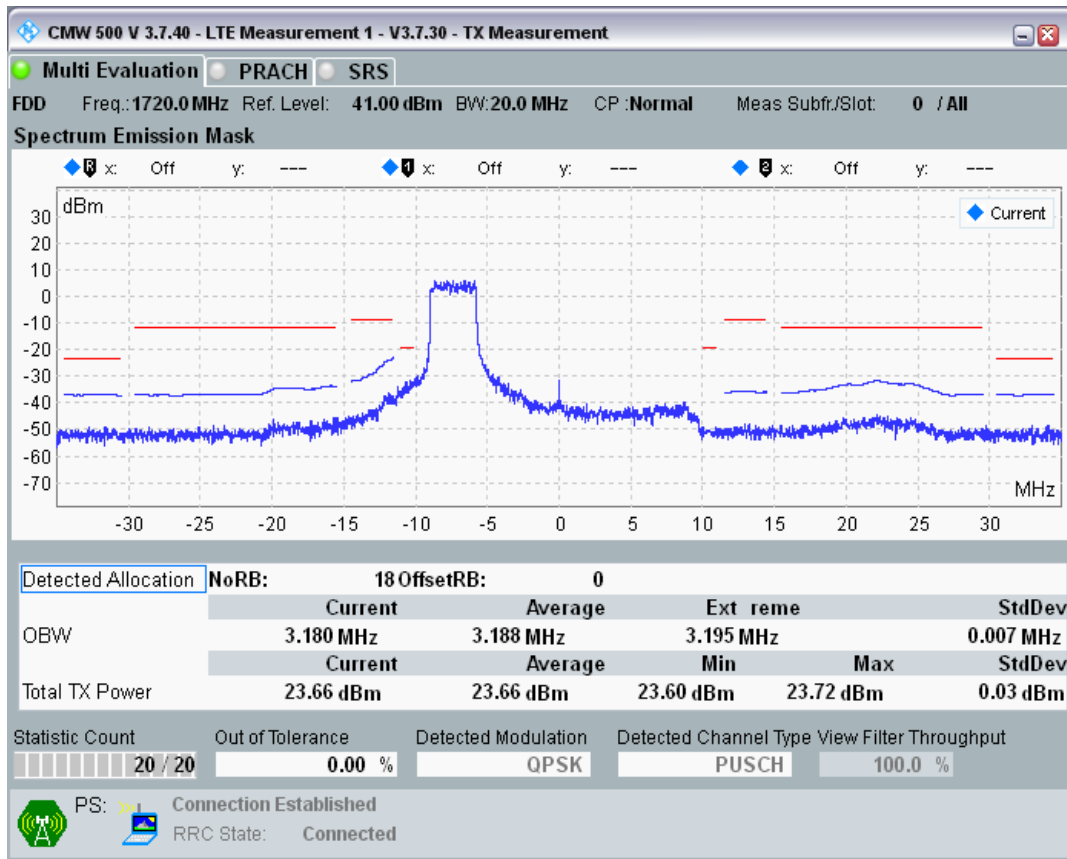 CMW 500 V 3.7.40 - LTE Measurement 1 - V3.7.30 - TX Measurement
Multi Evaluation PRACH SRS
FDD Freq.:1720.0 MHz Ref. Level: 41.00 dBm BW:20.0 MHz CP :Normal Meas Subfr./Slot: 0 / All
Spectrum Emission Mask
R x: Off y: --- 1 x: Off y: --- 2 x: Off y: ---
dBm
Current
30
20
10
0
-10
-20
-30
-40
-50
-60
-70
MHz
-30 -25 -20 -15 -10 -5 0 5 10 15 20 25 30
Detected Allocation NoRB: 18 OffsetRB: 0
Current Average Ext reme StdDev
OBW 3.180 MHz 3.188 MHz 3.195 MHz 0.007 MHz
Current Average Min Max StdDev
Total TX Power 23.66 dBm 23.66 dBm 23.60 dBm 23.72 dBm 0.03 dBm
Statistic Count Out of Tolerance Detected Modulation Detected Channel Type View Filter Throughput
20 / 20 0.00 % QPSK PUSCH 100.0 %
PS: Connection Established
RRC State: Connected